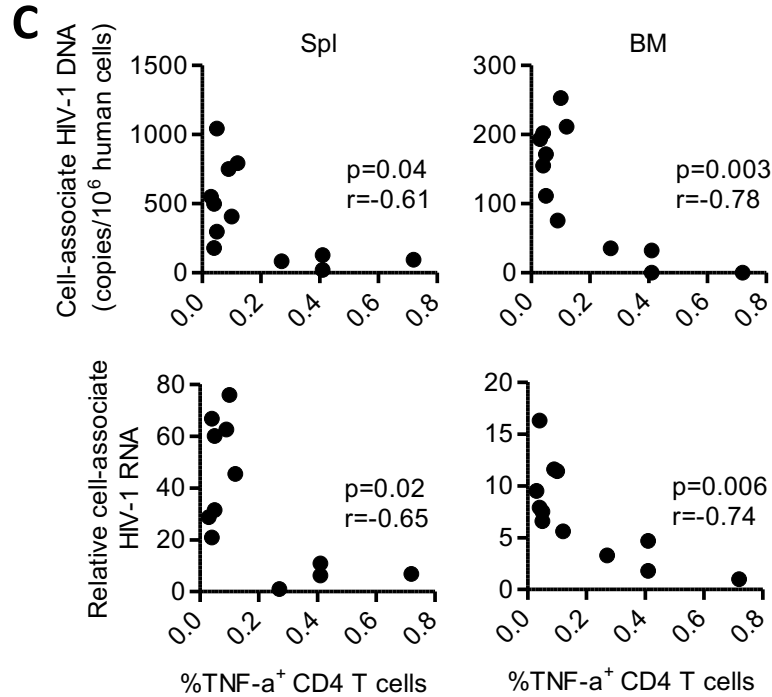 C
Spl
BM
Cell-associate HIV-1 DNA
(copies/10⁶ human cells)
1500
1000
500
0
p=0.04
r=-0.61
0.0 0.2 0.4 0.6 0.8
300
200
100
0
p=0.003
r=-0.78
0.0 0.2 0.4 0.6 0.8
Relative cell-associate
HIV-1 RNA
80
60
40
20
0
p=0.02
r=-0.65
0.0 0.2 0.4 0.6 0.8
%TNF-a⁺ CD4 T cells
20
15
10
5
0
p=0.006
r=-0.74
0.0 0.2 0.4 0.6 0.8
%TNF-a⁺ CD4 T cells